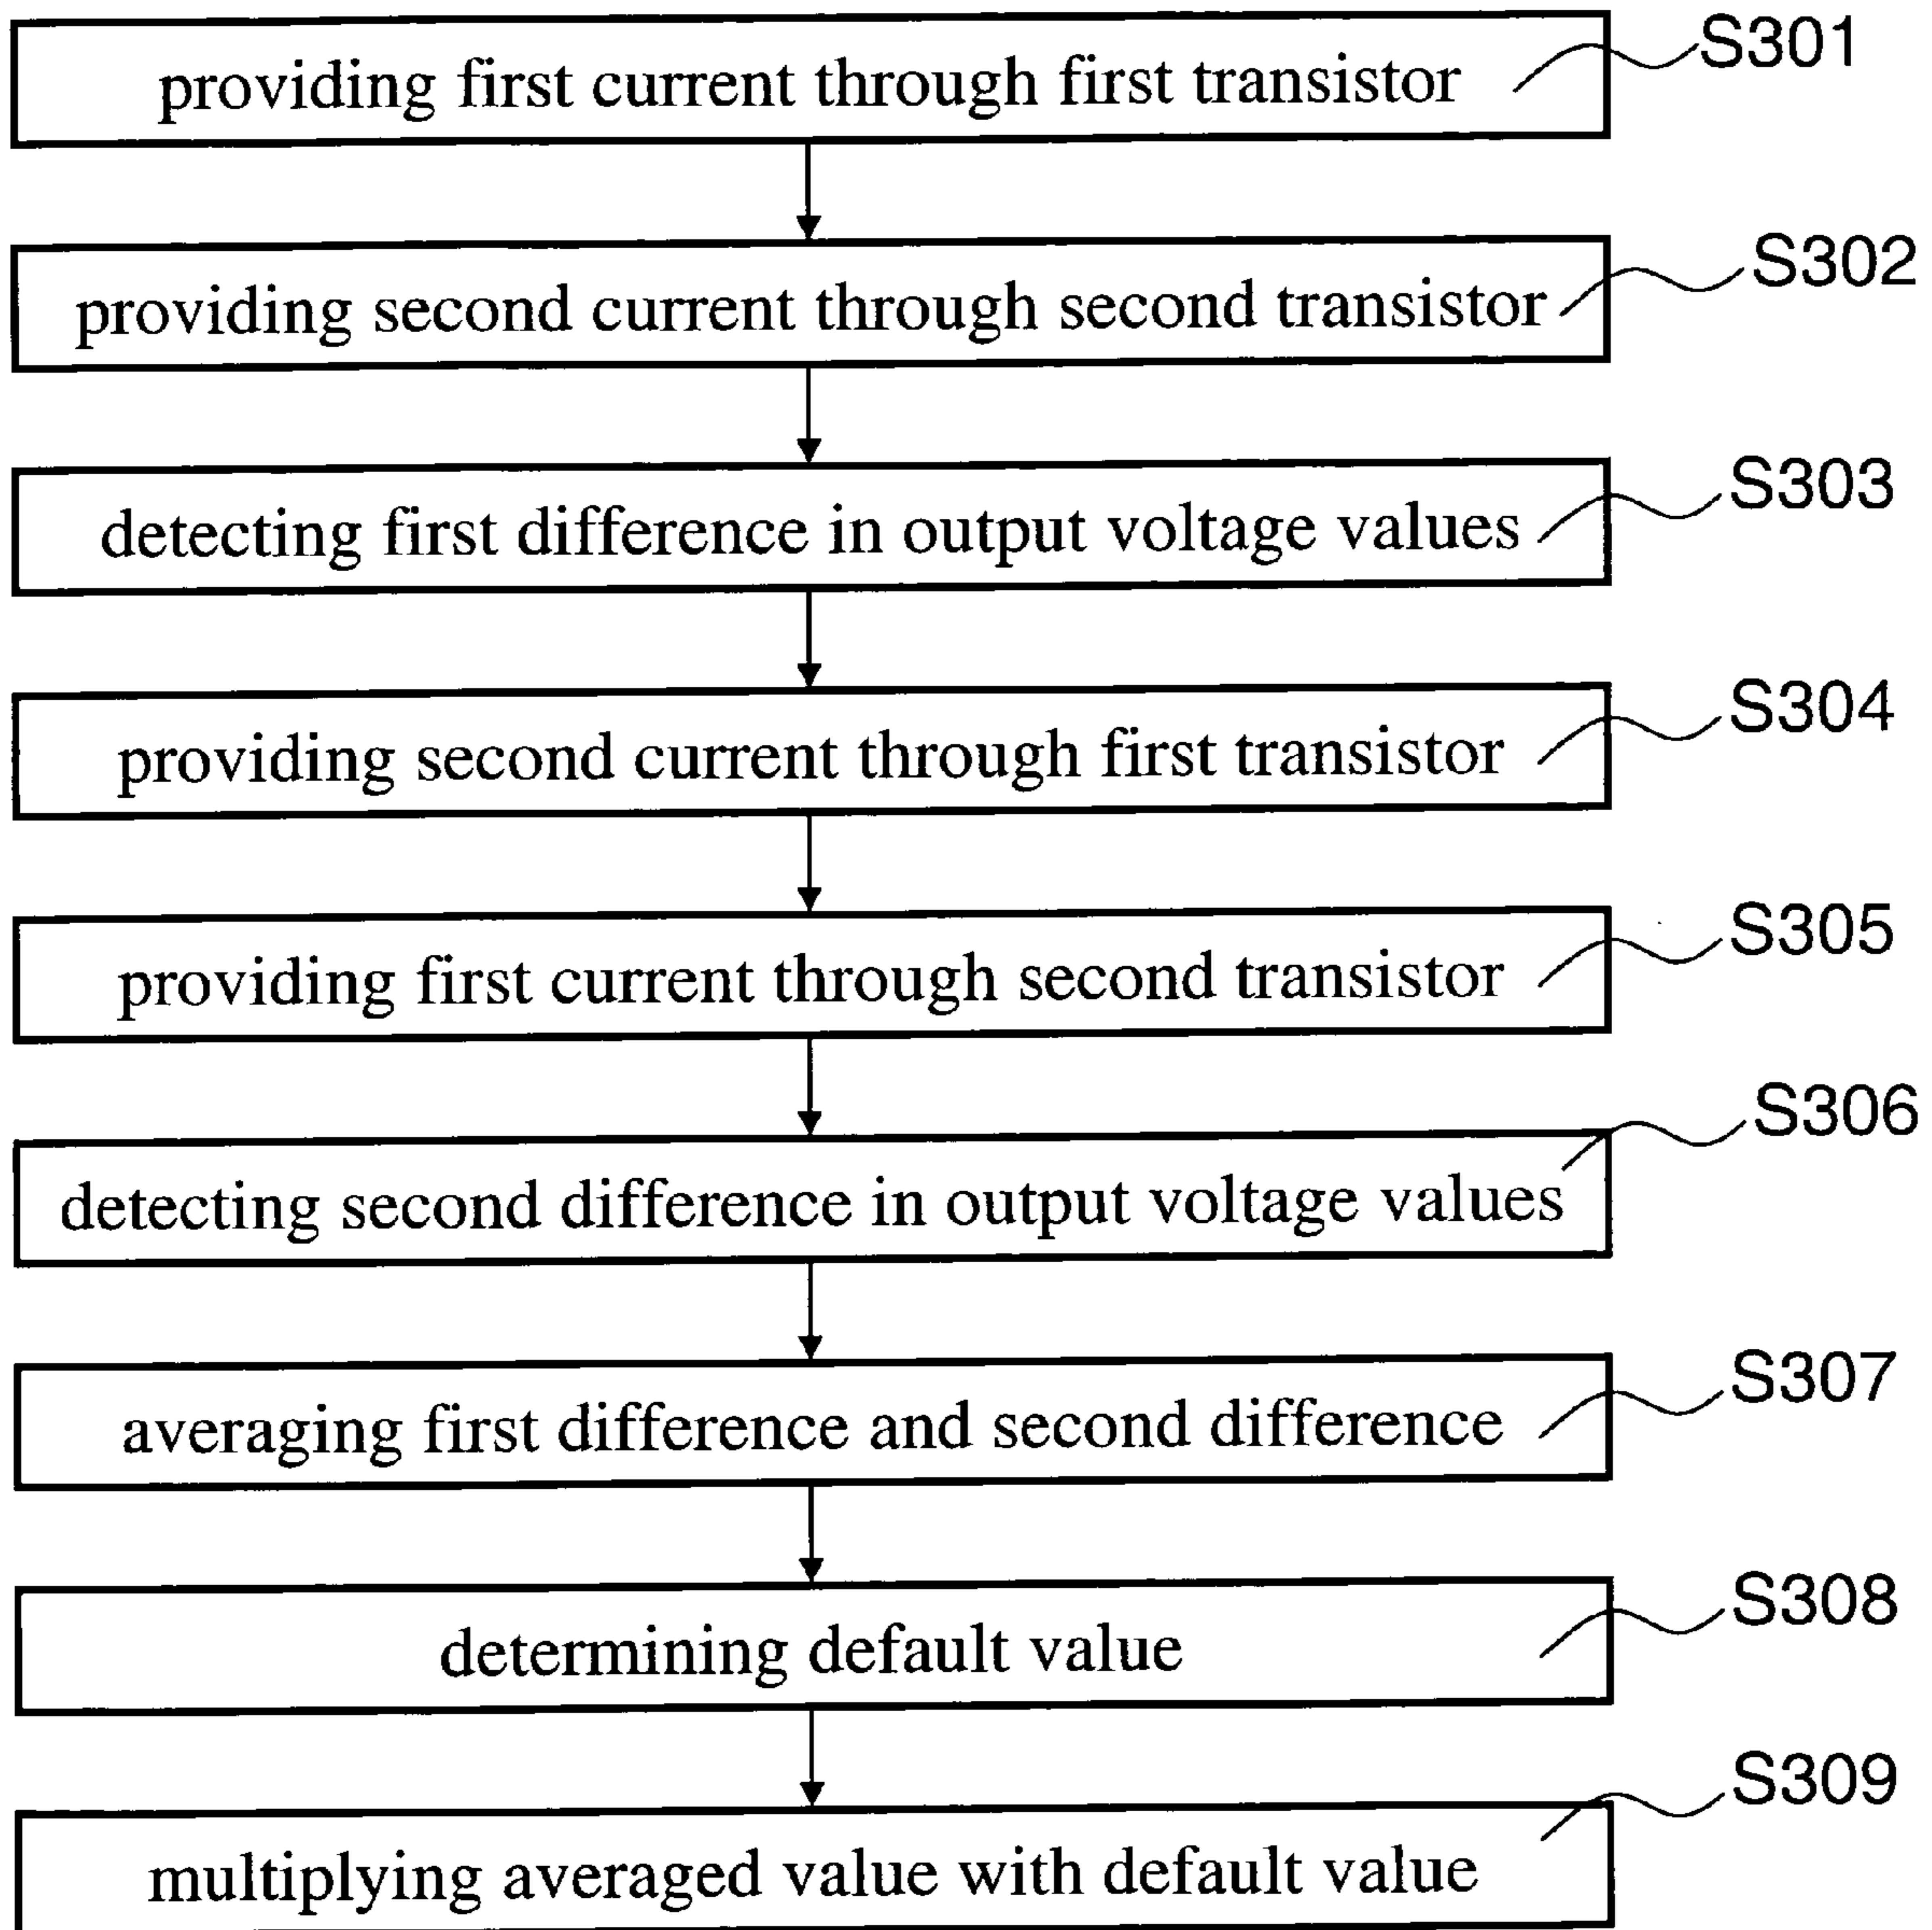 providing first current through first transistor
S301
providing second current through second transistor
S302
detecting first difference in output voltage values
S303
providing second current through first transistor
S304
providing first current through second transistor
S305
detecting second difference in output voltage values
S306
averaging first difference and second difference
S307
determining default value
S308
multiplying averaged value with default value
S309